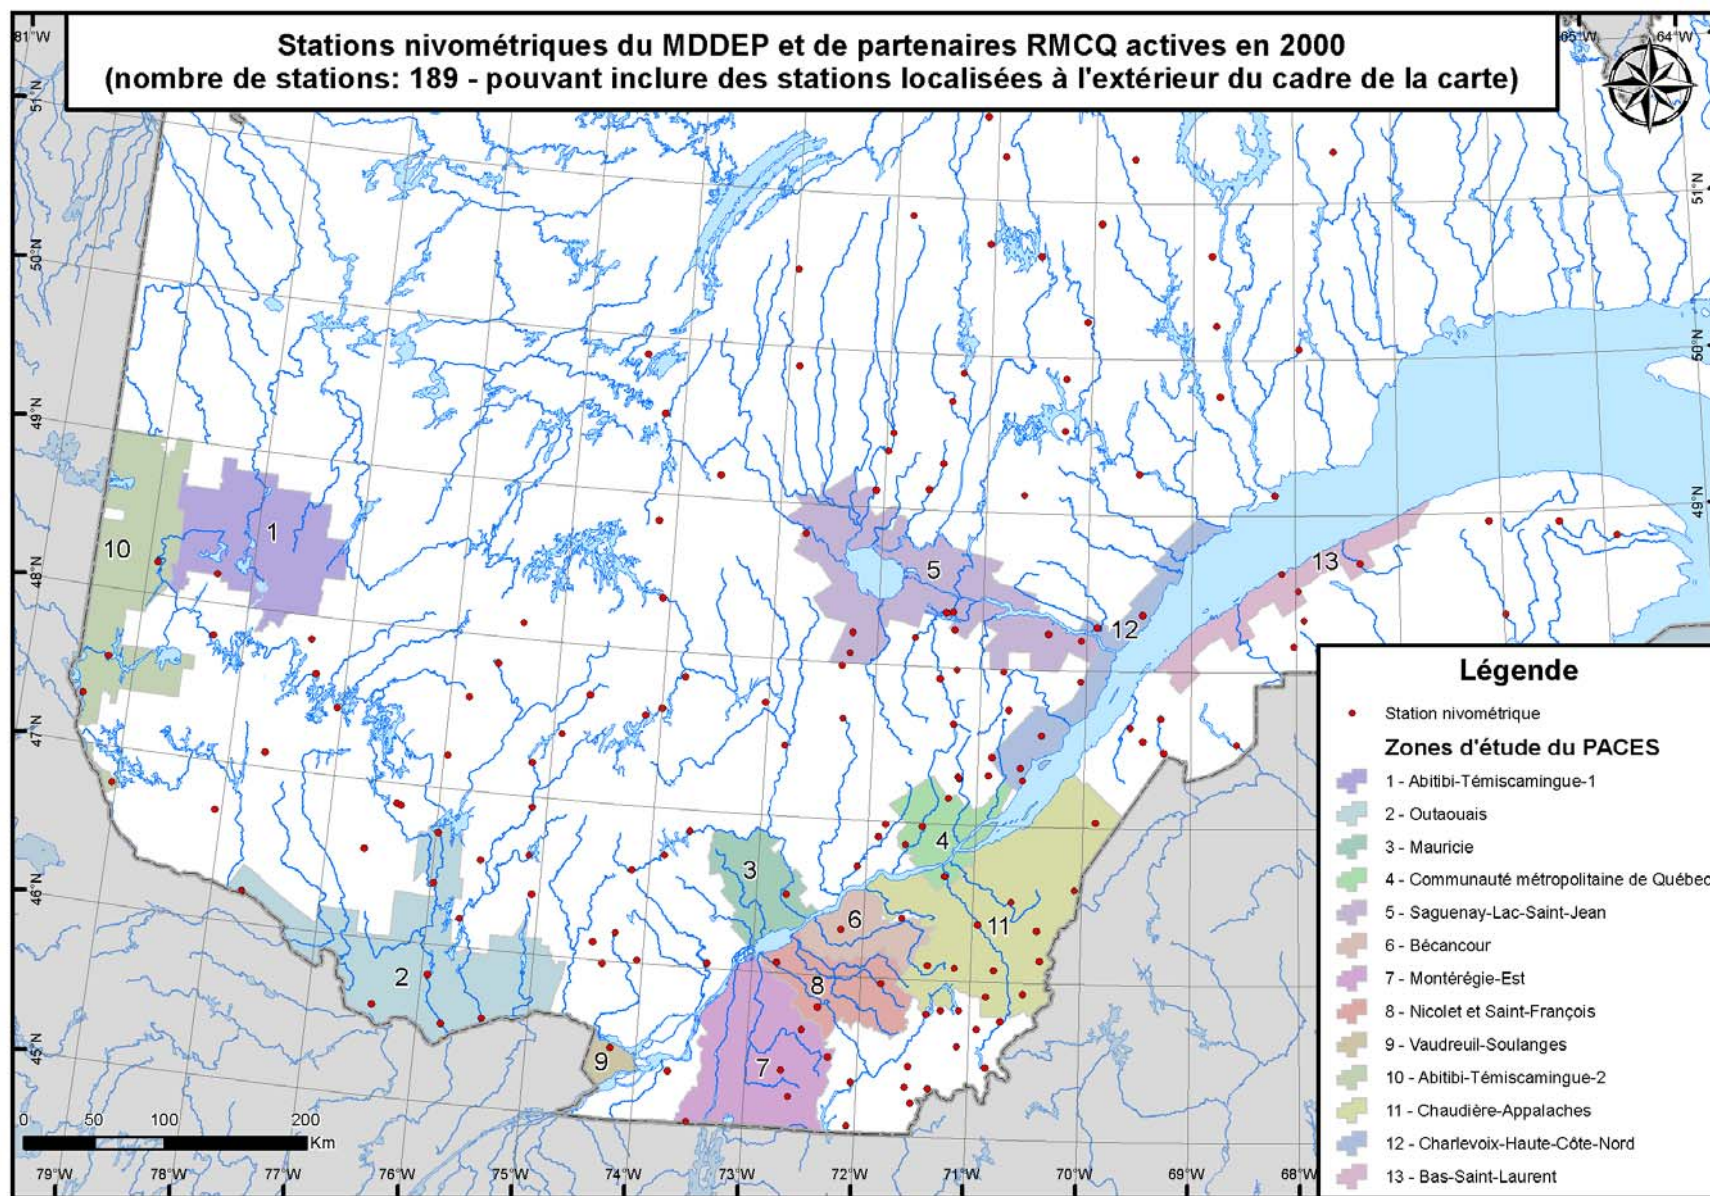 Stations nivométriques du MDDEP et de partenaires RMCQ actives en 2000
(nombre de stations: 189 - pouvant inclure des stations localisées à l'extérieur du cadre de la carte)
81°W
65°W
64°W
51°N
50°N
49°N
48°N
47°N
46°N
45°N
51°N
50°N
49°N
1
10
5
13
12
3
4
6
11
2
8
9
7
Légende
Station nivométrique
Zones d'étude du PACES
1 - Abitibi-Témiscamingue-1
2 - Outaouais
3 - Mauricie
4 - Communauté métropolitaine de Québec
5 - Saguenay-Lac-Saint-Jean
6 - Bécancour
7 - Montérégie-Est
8 - Nicolet et Saint-François
9 - Vaudreuil-Soulanges
10 - Abitibi-Témiscamingue-2
11 - Chaudière-Appalaches
12 - Charlevoix-Haute-Côte-Nord
13 - Bas-Saint-Laurent
0 50 100 200
Km
79°W 78°W 77°W 76°W 75°W 74°W 73°W 72°W 71°W 70°W 69°W 68°W